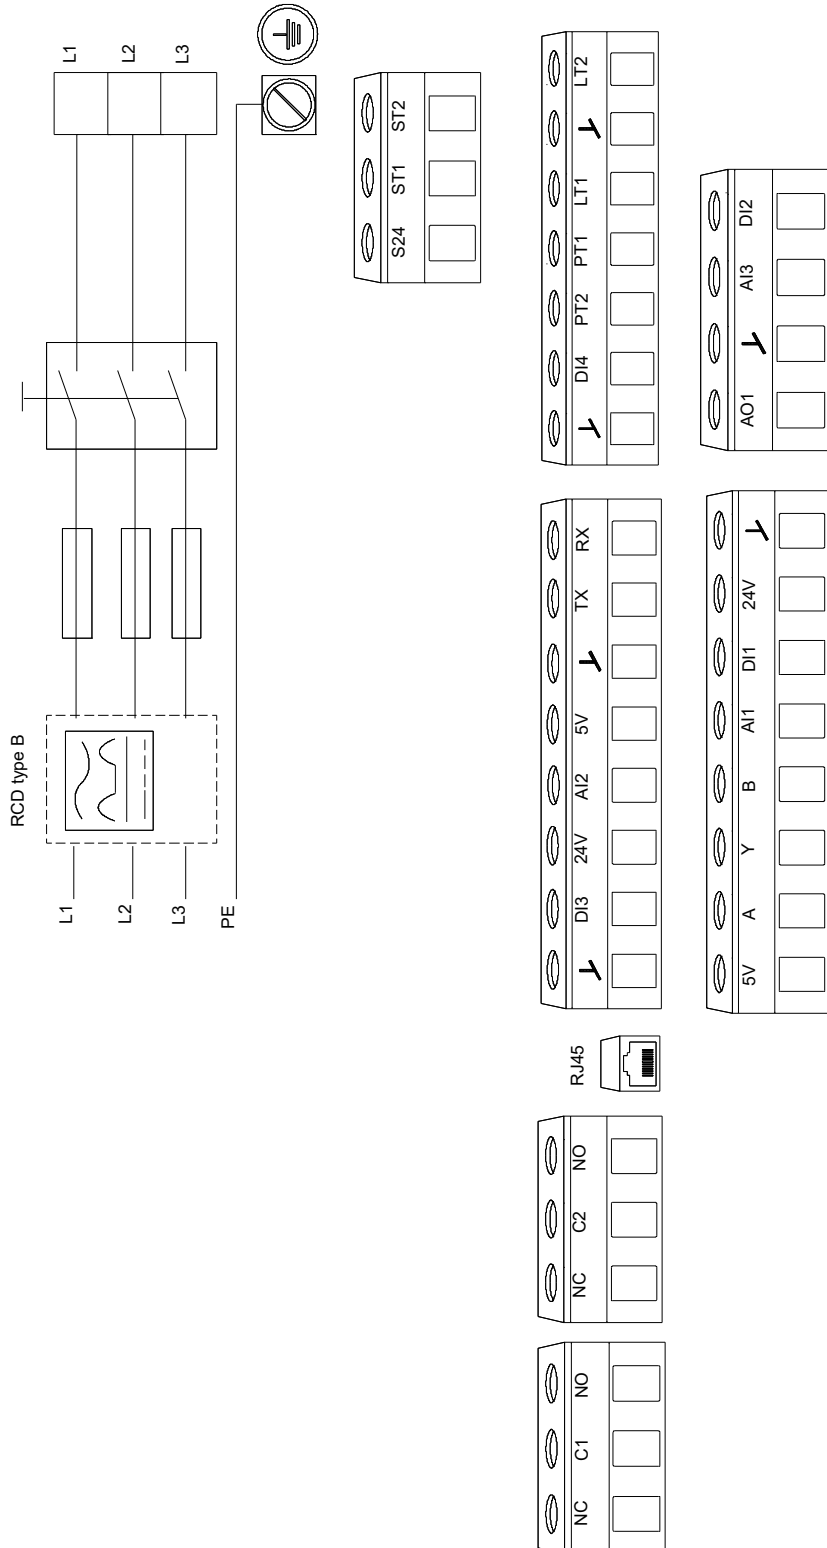 L1
L2
L3
RCD type B
L1
L2
L3
PE
ST2
ST1
S24
LT2
LT1
PT1
PT2
DI4
DI2
AI3
AO1
RX
TX
5V
AI2
24V
DI3
24V
DI1
AI1
B
Y
A
5V
RJ45
NO
C2
NC
NO
C1
NC